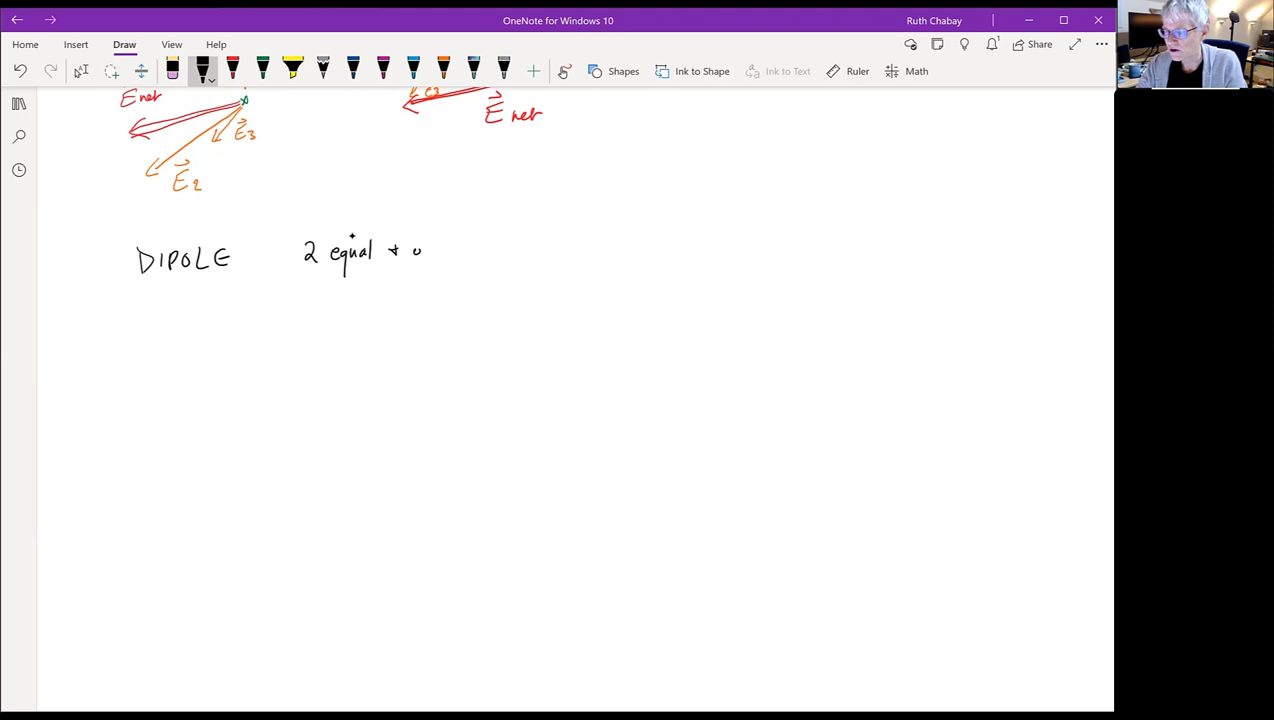 OneNote for Windows 10
Ruth Chabay
Home Insert Draw View Help
Share
Shapes
Ink to Shape
Ink to Text
Ruler
Math
E net
E3
E2
E3
E net
DIPOLE 2 equal + o